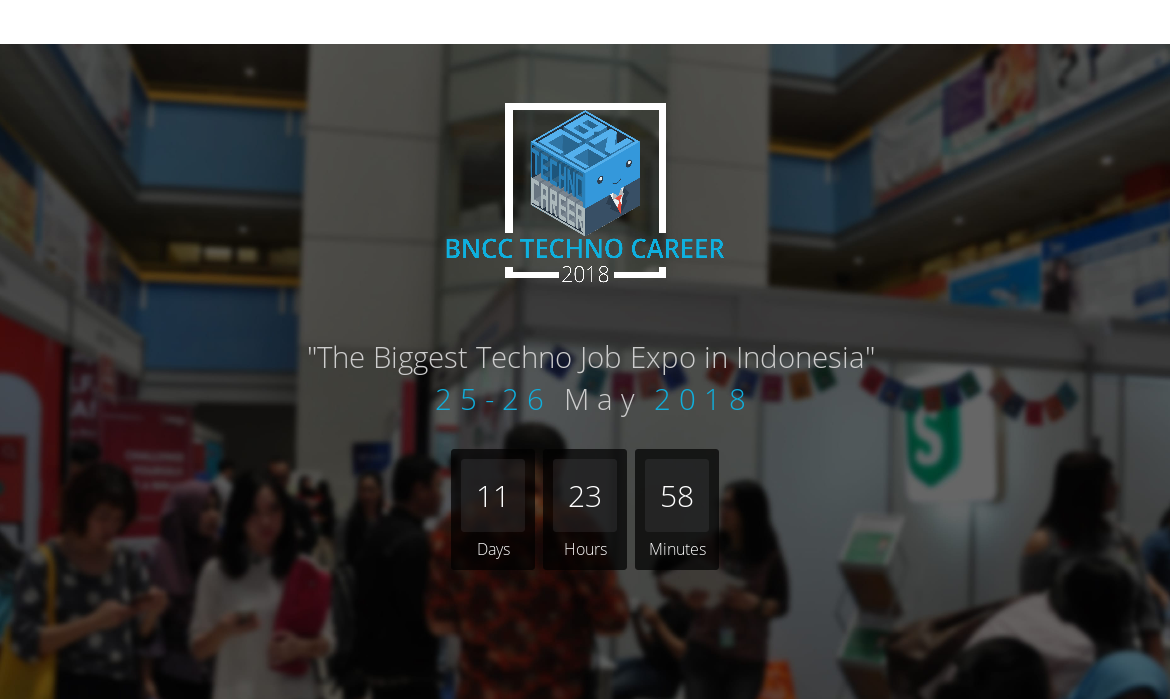 BNCC
TECHNO
CAREER
BNCC TECHNO CAREER
2018
"The Biggest Techno Job Expo in Indonesia"
25-26 May 2018
11 23 58
Days Hours Minutes
S